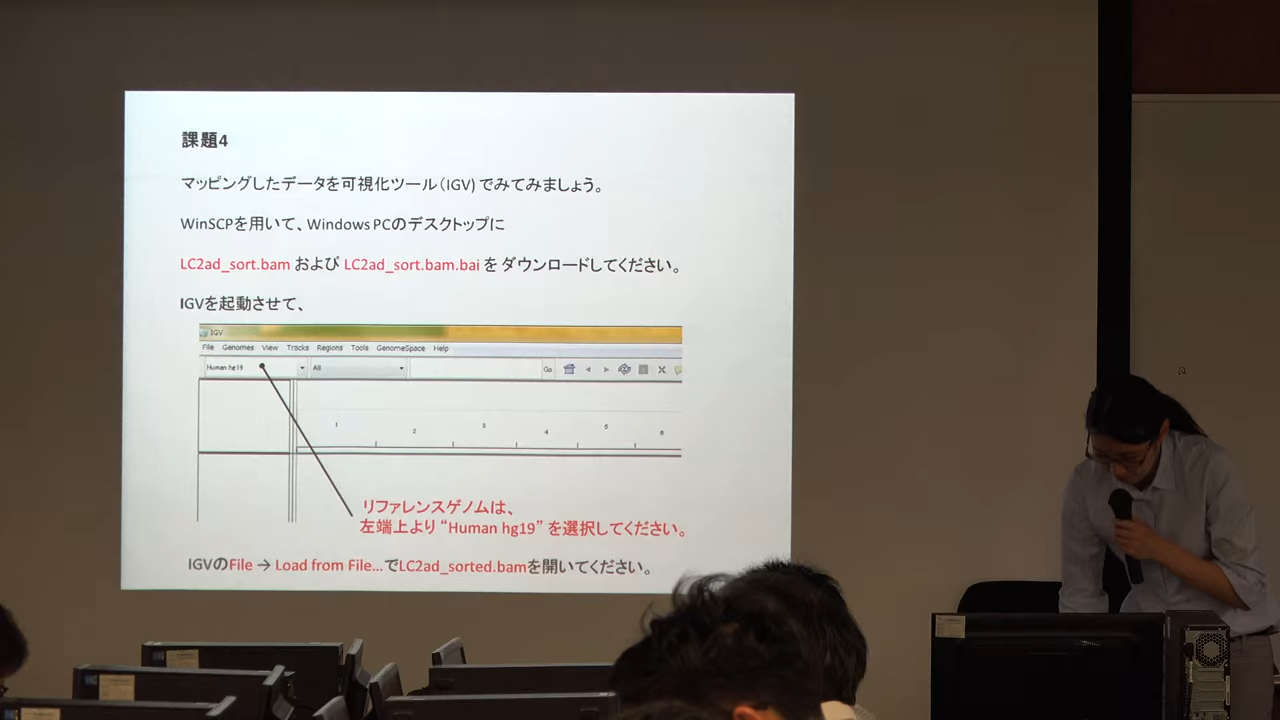 課題4
マッピングしたデータを可視化ツール(IGV) でみてみましょう。
WinSCPを用いて、Windows PCのデスクトップに
LC2ad_sort.bam および LC2ad_sort.bam.bai を ダウンロードしてください。
IGVを起動させて、
IGV
File Genomes View Tracks Regions Tools GenomeSpace Help
Human hg19 All Go
1 2 3 4 5 6
リファレンスゲノムは、
左端上より “Human hg19” を選択してください。
IGVのFile → Load from File...でLC2ad_sorted.bamを開いてください。